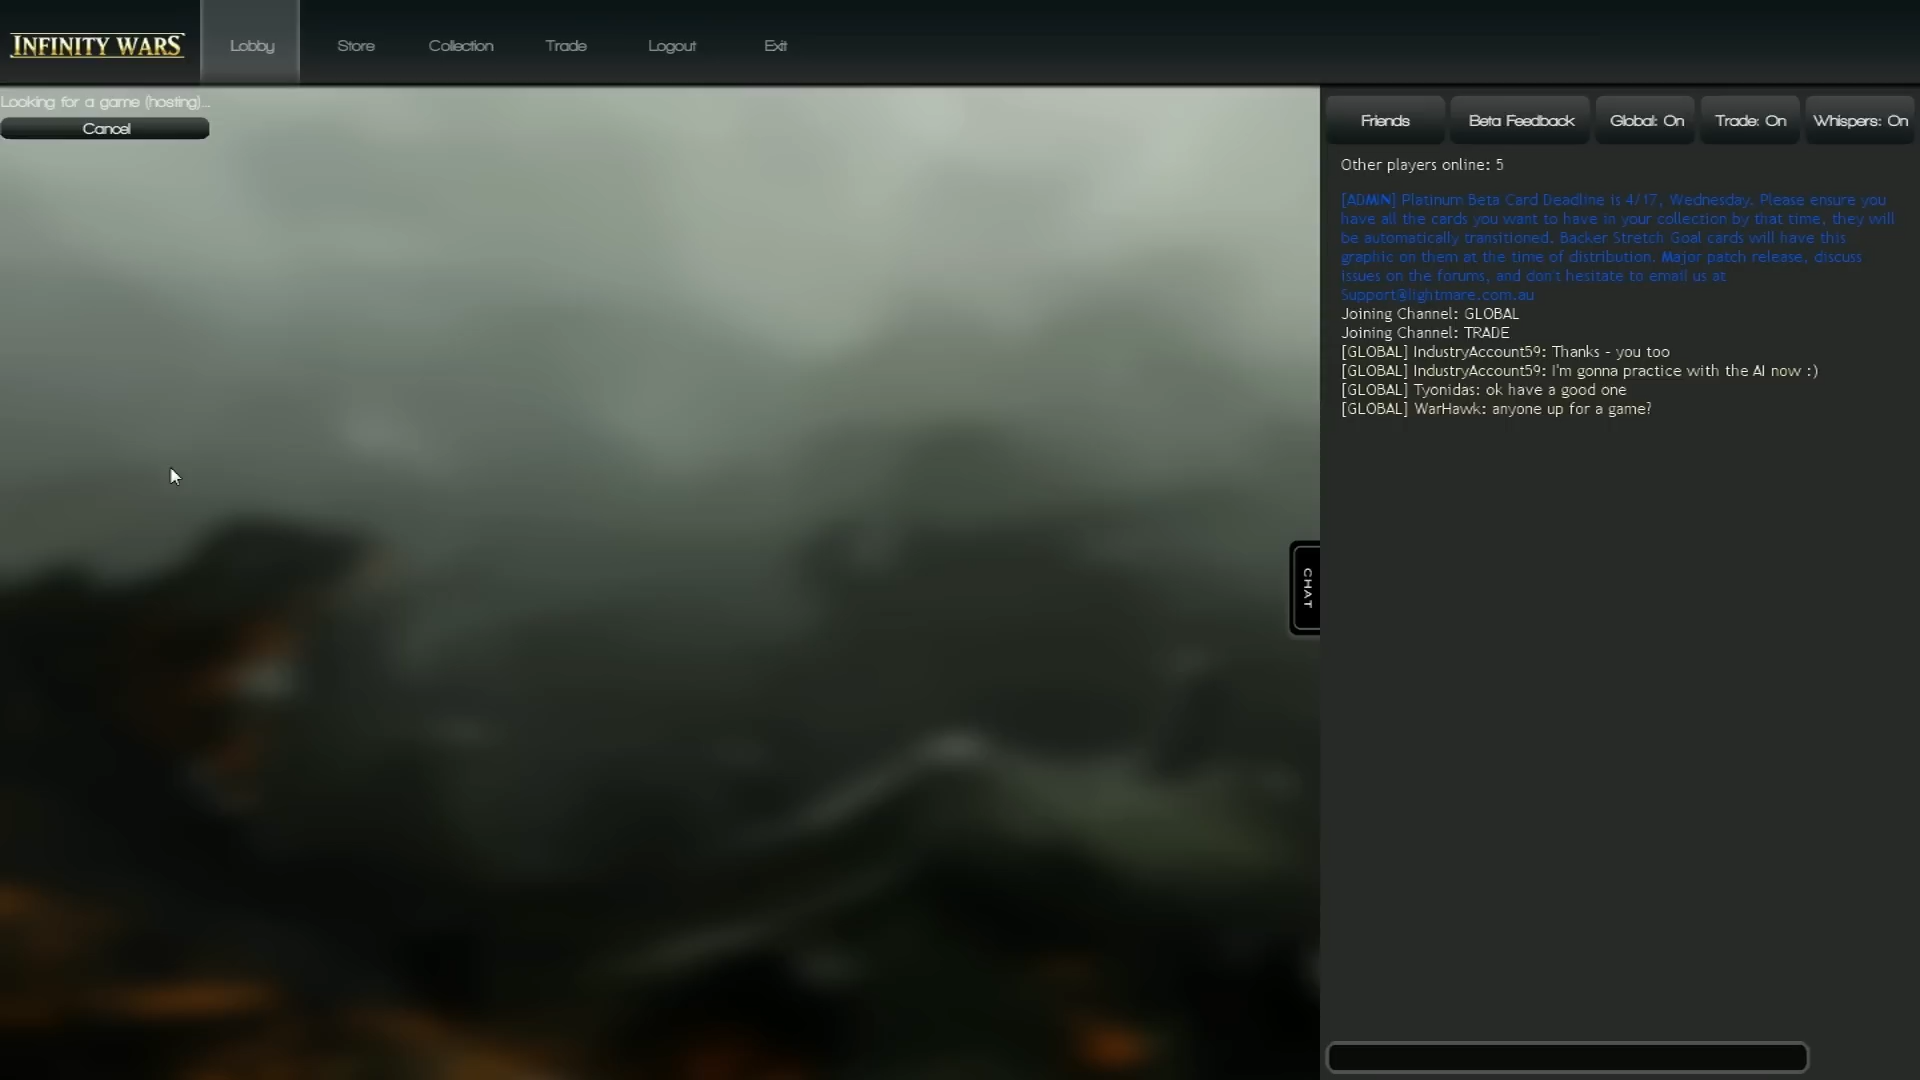 INFINITY WARS
Lobby
Store
Collection
Trade
Logout
Exit
Looking for a game (hosting)...
Cancel
Friends
Beta Feedback
Global: On
Trade: On
Whispers: On
Other players online: 5
[ADMIN] Platinum Beta Card Deadline is 4/17, Wednesday. Please ensure you
have all the cards you want to have in your collection by that time, they will
be automatically transitioned. Backer Stretch Goal cards will have this
graphic on them at the time of distribution. Major patch release, discuss
issues on the forums, and don't hesitate to email us at
Support@lightmare.com.au
Joining Channel: GLOBAL
Joining Channel: TRADE
[GLOBAL] IndustryAccount59: Thanks - you too
[GLOBAL] IndustryAccount59: I'm gonna practice with the AI now :)
[GLOBAL] Tyonidas: ok have a good one
[GLOBAL] WarHawk: anyone up for a game?
CHAT